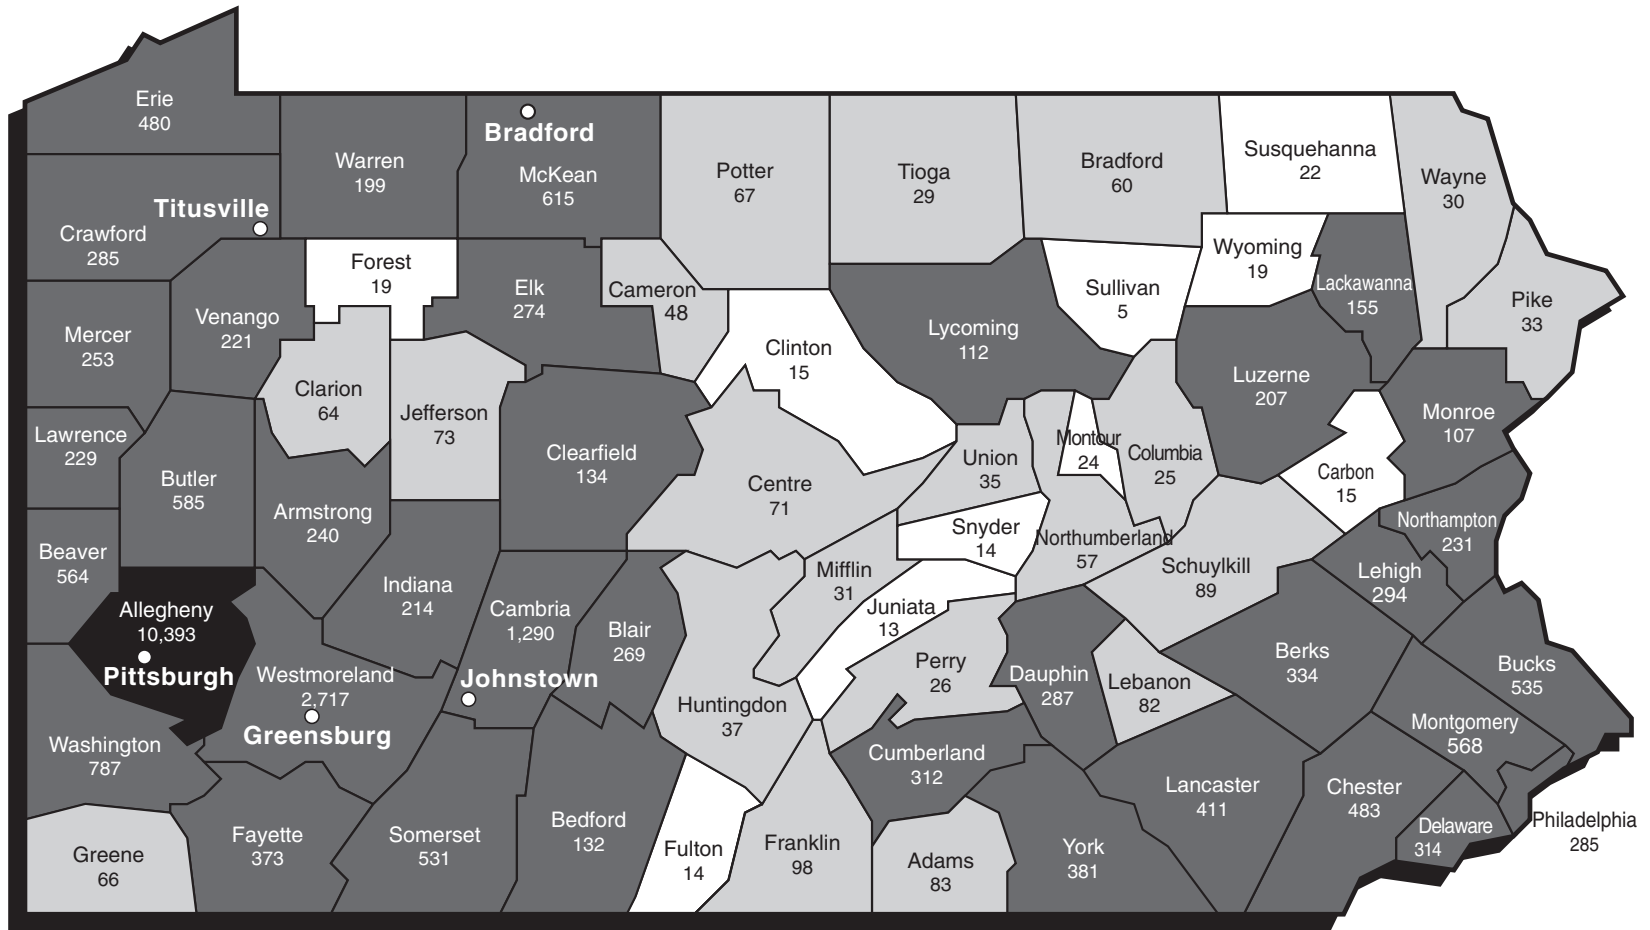 Erie
480
Warren
199
Bradford
McKean
615
Potter
67
Tioga
29
Bradford
60
Susquehanna
22
Wayne
30
Titusville
Crawford
285
Forest
19
Elk
274
Cameron
48
Sullivan
5
Wyoming
19
Lackawanna
155
Pike
33
Mercer
253
Venango
221
Clinton
15
Lycoming
112
Luzerne
207
Monroe
107
Clarion
64
Jefferson
73
Lawrence
229
Clearfield
134
Montour
24
Columbia
25
Carbon
15
Butler
585
Armstrong
240
Centre
71
Union
35
Snyder
14
Northumberland
57
Northampton
231
Beaver
564
Indiana
214
Mifflin
31
Schuylkill
89
Lehigh
294
Allegheny
10,393
Pittsburgh
Cambria
1,290
Blair
269
Juniata
13
Westmoreland
2,717
Greensburg
Johnstown
Huntingdon
37
Perry
26
Dauphin
287
Lebanon
82
Berks
334
Bucks
535
Washington
787
Cumberland
312
Montgomery
568
Lancaster
411
Chester
483
Greene
66
Fayette
373
Somerset
531
Bedford
132
Fulton
14
Franklin
98
Adams
83
York
381
Delaware
314
Philadelphia
285